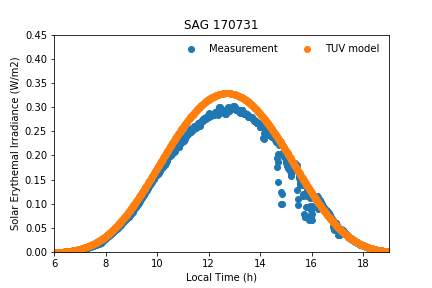 SAG 170731
Solar Erythemal Irradiance (W/m2)
0.45
0.40
0.35
0.30
0.25
0.20
0.15
0.10
0.05
0.00
Measurement
TUV model
6 8 10 12 14 16 18
Local Time (h)